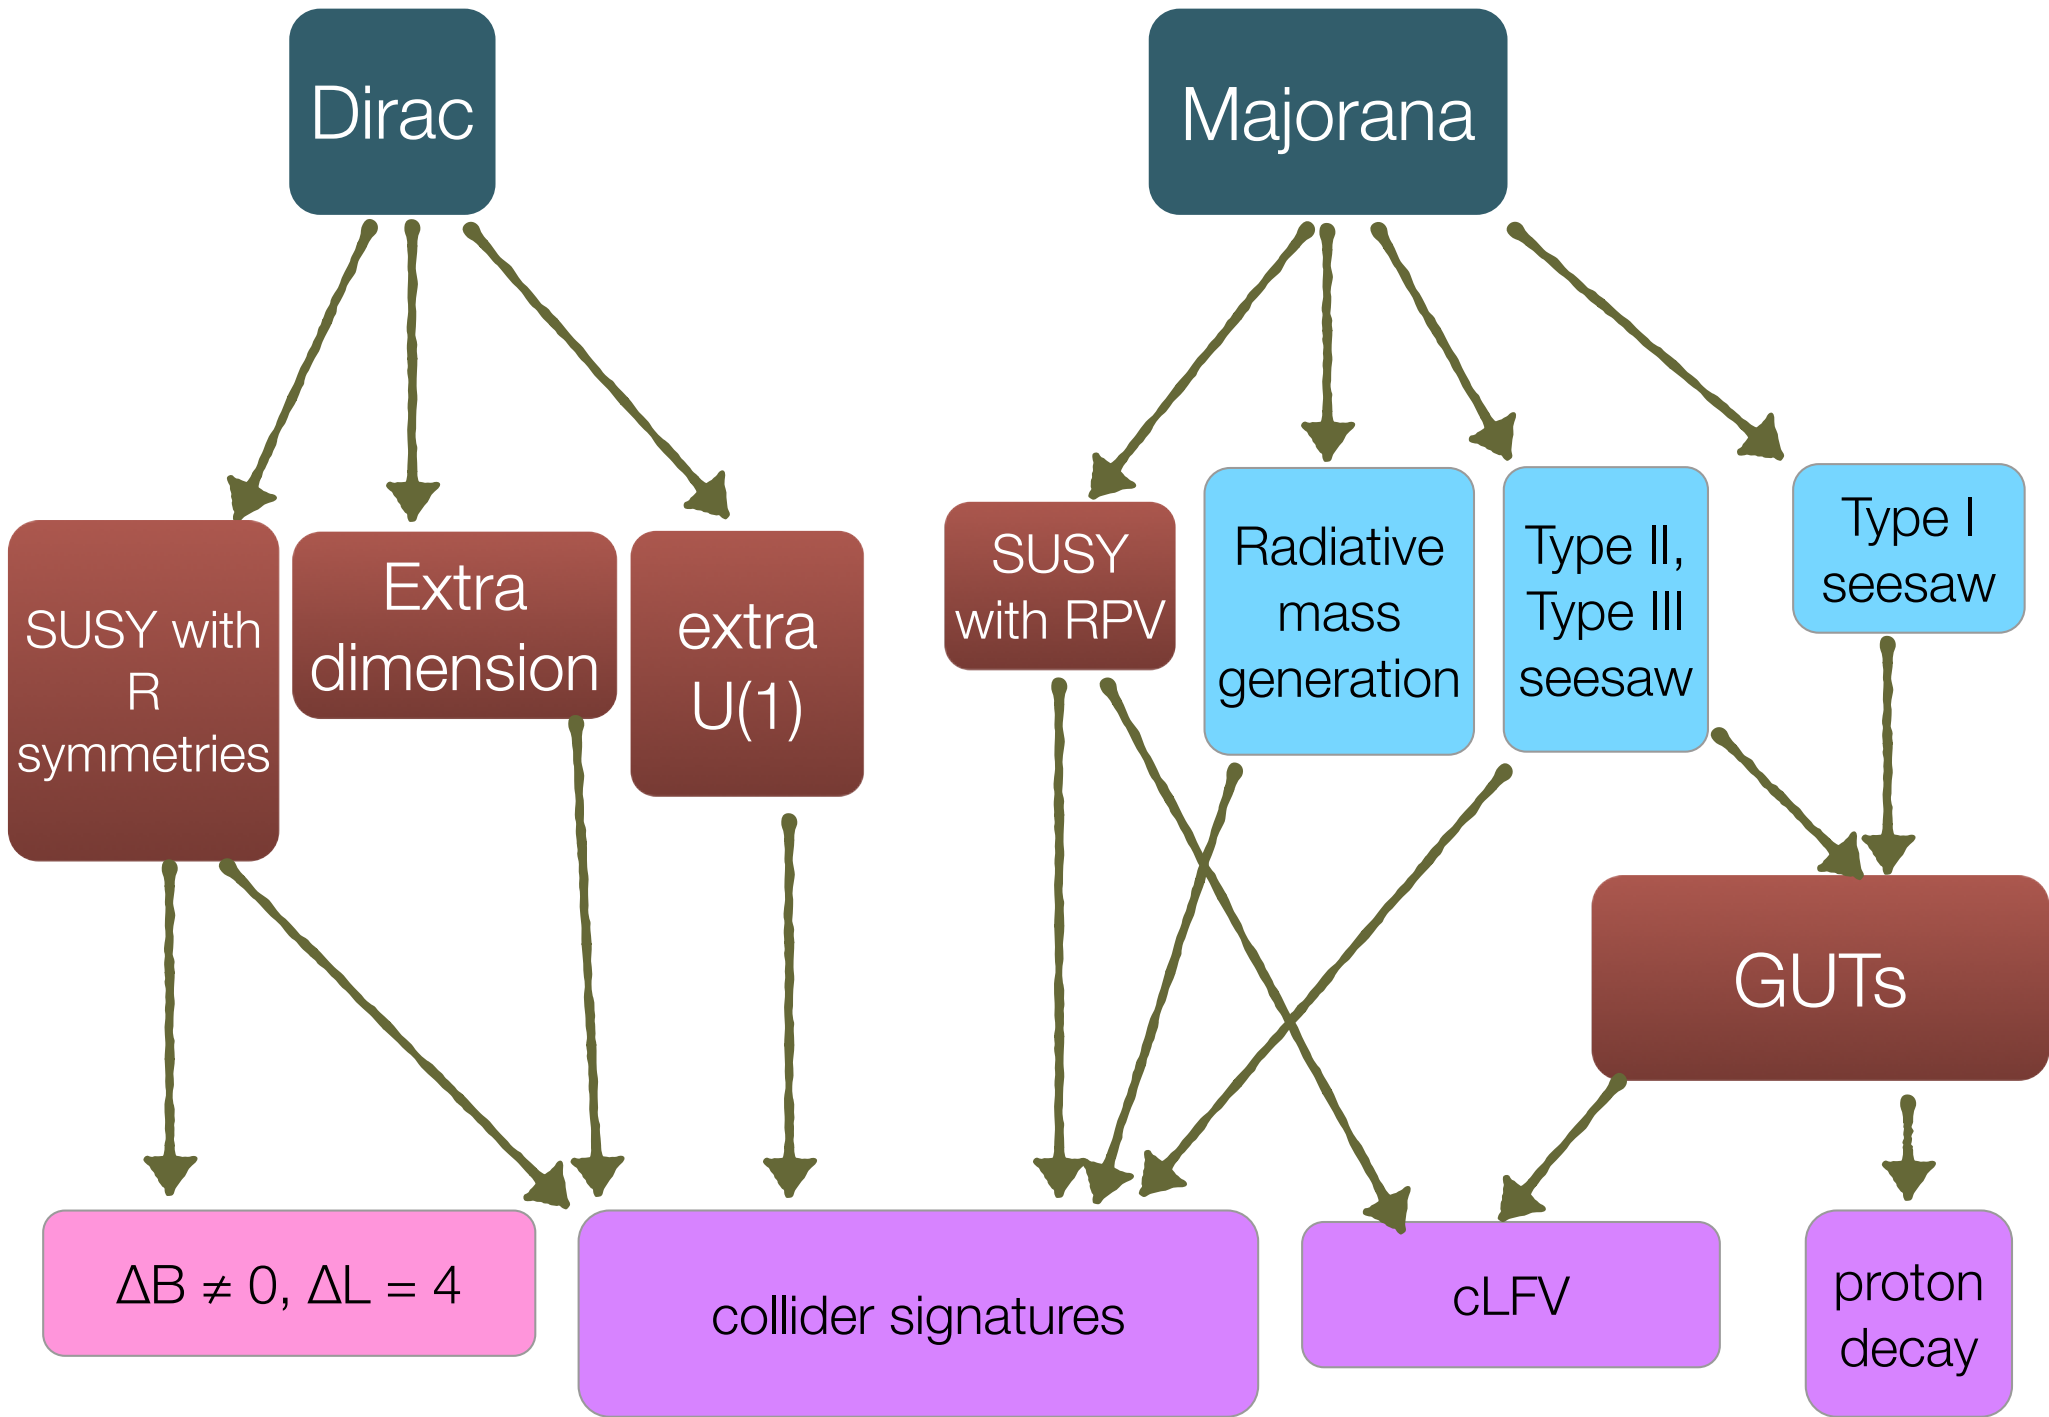 Dirac
Majorana
SUSY with
R
symmetries
Extra
dimension
extra
U(1)
SUSY
with RPV
Radiative
mass
generation
Type II,
Type III
seesaw
Type I
seesaw
GUTs
ΔB ≠ 0, ΔL = 4
collider signatures
cLFV
proton
decay